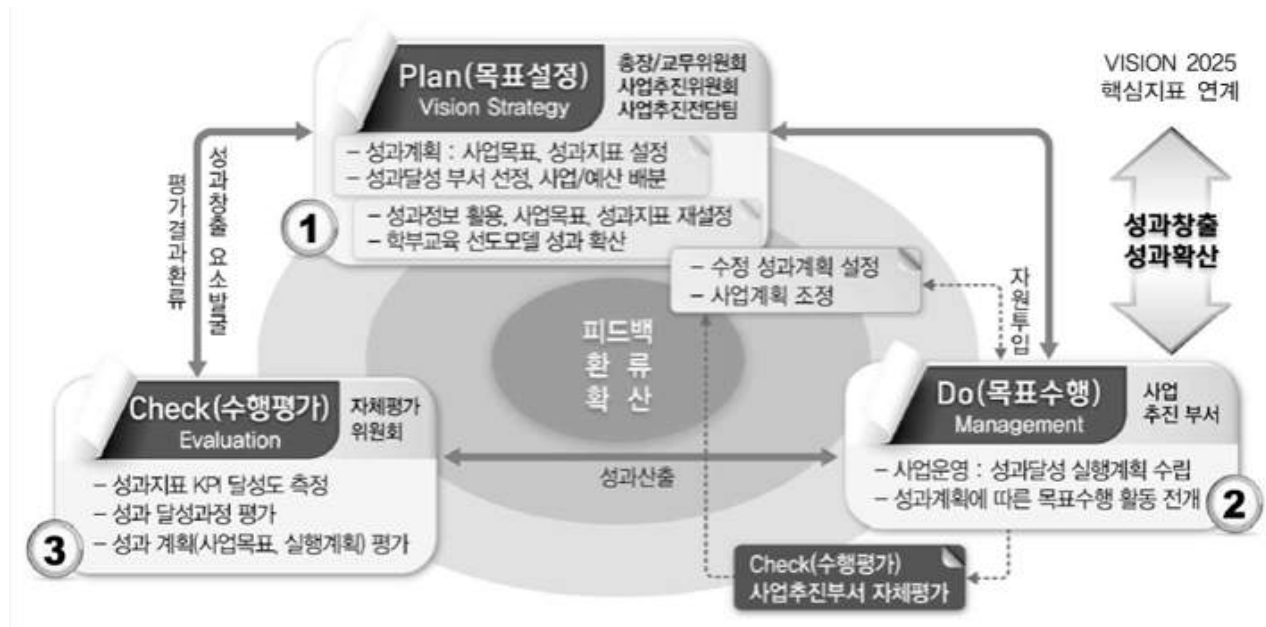 Plan(목표설정)
Vision Strategy
총장/교무위원회
사업추진위원회
사업추진전담팀
– 성과계획 : 사업목표, 성과지표 설정
– 성과달성 부서 선정, 사업/예산 배분
1
– 성과정보 활용, 사업목표, 성과지표 재설정
– 학부교육 선도모델 성과 확산
VISION 2025
핵심지표 연계
성과창출
성과확산
평가결과환류
성과창출 요소발굴
– 수정 성과계획 설정
– 사업계획 조정
자원투입
피드백
환 류
확 산
Check(수행평가)
Evaluation
자체평가
위원회
– 성과지표 KPI 달성도 측정
– 성과 달성과정 평가
– 성과 계획(사업목표, 실행계획) 평가
3
성과산출
Do(목표수행)
Management
사업
추진 부서
– 사업운영 : 성과달성 실행계획 수립
– 성과계획에 따른 목표수행 활동 전개
2
Check(수행평가)
사업추진부서 자체평가